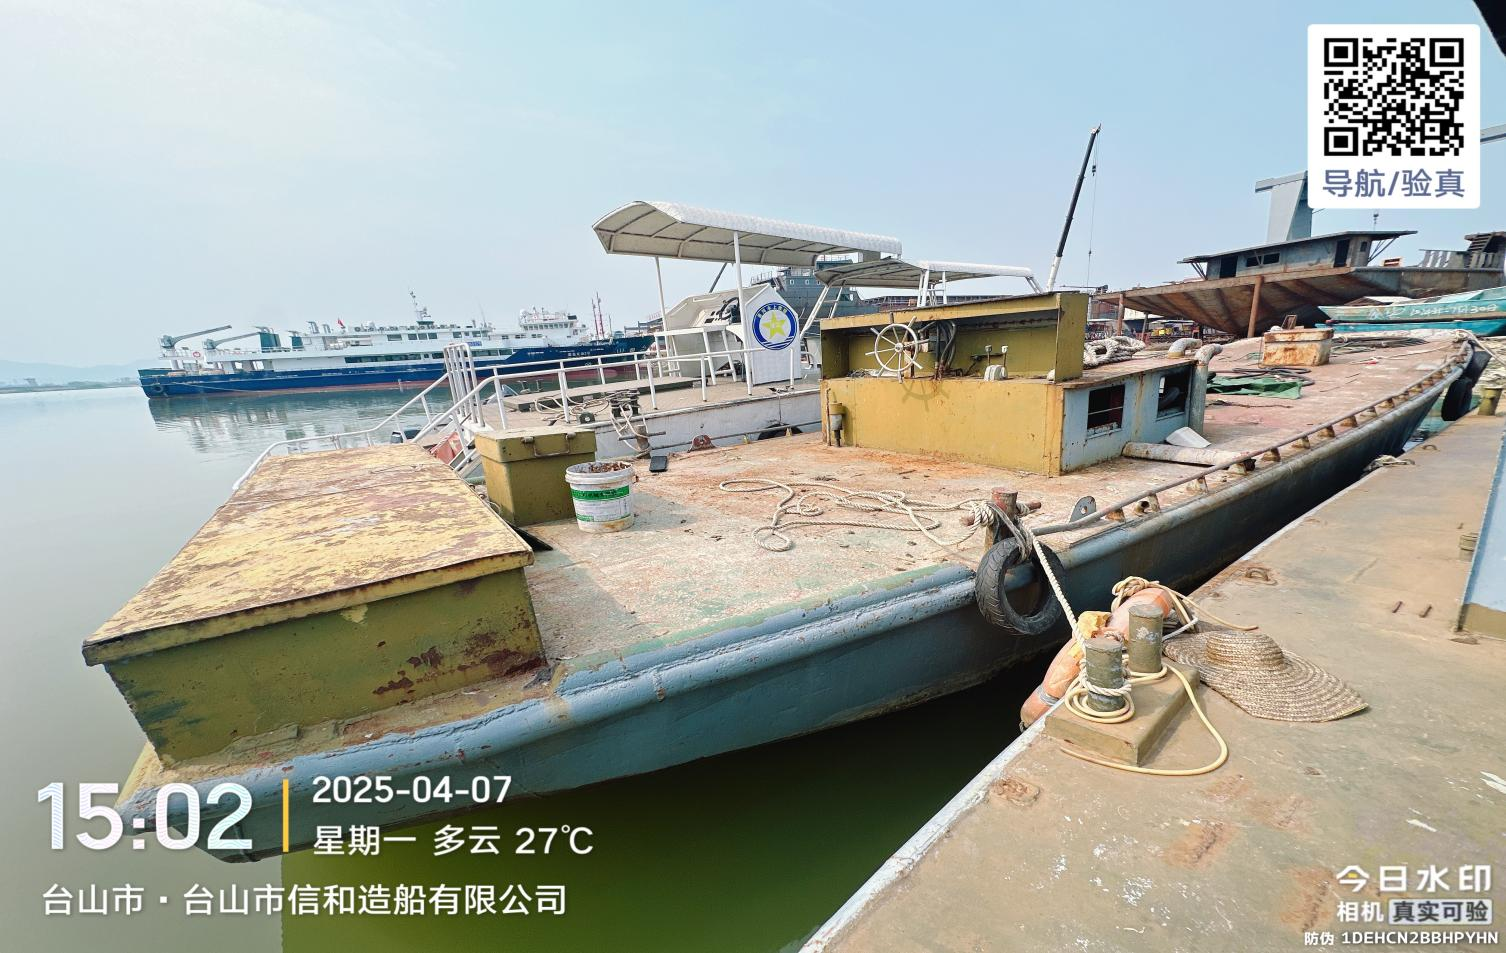 导航/验真
15:02
2025-04-07
星期一 多云 27℃
台山市·台山市信和造船有限公司
今日水印
相机 真实可验
防伪 1DEHCN2BBHPYHN